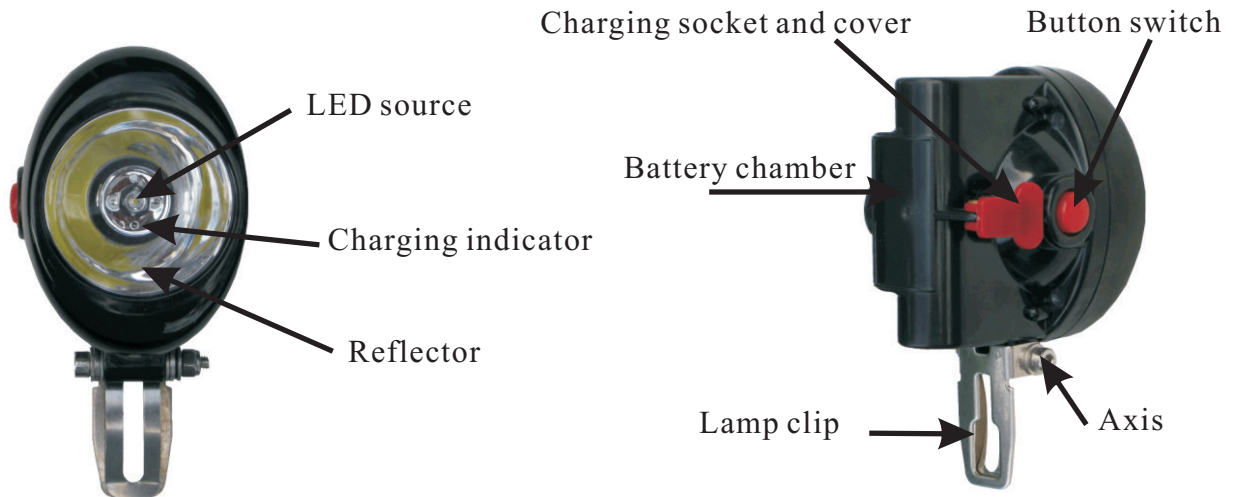 Charging socket and cover
Button switch
LED source
Battery chamber
Charging indicator
Reflector
Lamp clip
Axis